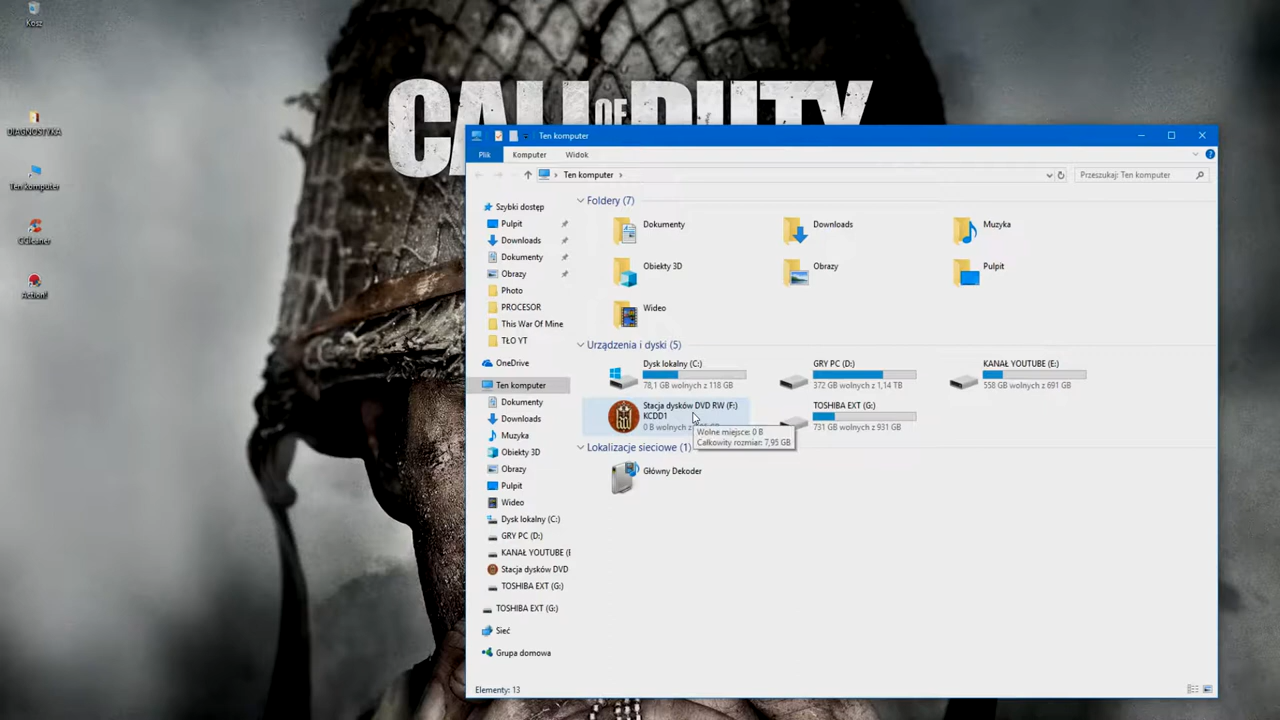 Kosz
DIAGNOSTYKA
Ten komputer
CCleaner
Action!
CALL OF DUTY
Ten komputer
Plik
Komputer
Widok
Ten komputer
Przeszukaj: Ten komputer
Szybki dostęp
Pulpit
Downloads
Dokumenty
Obrazy
Photo
PROCESOR
This War Of Mine
TŁO YT
OneDrive
Ten komputer
Dokumenty
Downloads
Muzyka
Obiekty 3D
Obrazy
Pulpit
Wideo
Dysk lokalny (C:)
GRY PC (D:)
KANAŁ YOUTUBE (E
Stacja dysków DVD
TOSHIBA EXT (G:)
TOSHIBA EXT (G:)
Sieć
Grupa domowa
Foldery (7)
Dokumenty
Downloads
Muzyka
Obiekty 3D
Obrazy
Pulpit
Wideo
Urządzenia i dyski (5)
Dysk lokalny (C:)
78,1 GB wolnych z 118 GB
GRY PC (D:)
372 GB wolnych z 1,14 TB
KANAŁ YOUTUBE (E:)
558 GB wolnych z 691 GB
Stacja dysków DVD RW (F:)
KCDD1
0 B wolnych z
TOSHIBA EXT (G:)
731 GB wolnych z 931 GB
Wolne miejsce: 0 B
Całkowity rozmiar: 7,95 GB
Lokalizacje sieciowe (1)
Główny Dekoder
Elementy: 13